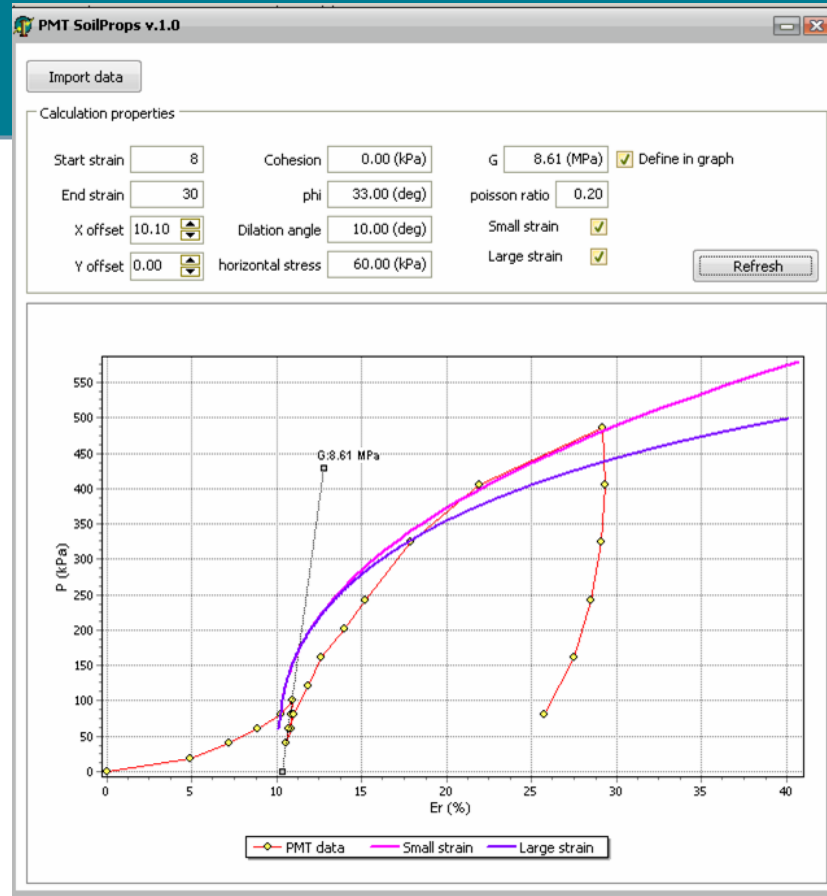 PMT SoilProps v.1.0
Import data
Calculation properties
Start strain 8 Cohesion 0.00 (kPa) G 8.61 (MPa) Define in graph
End strain 30 phi 33.00 (deg) poisson ratio 0.20
X offset 10.10 Dilation angle 10.00 (deg) Small strain
Y offset 0.00 horizontal stress 60.00 (kPa) Large strain
Refresh
550
500
450
G:8.61 MPa
400
350
300
P (kPa)
250
200
150
100
50
0
0 5 10 15 20 25 30 35 40
Er (%)
PMT data Small strain Large strain